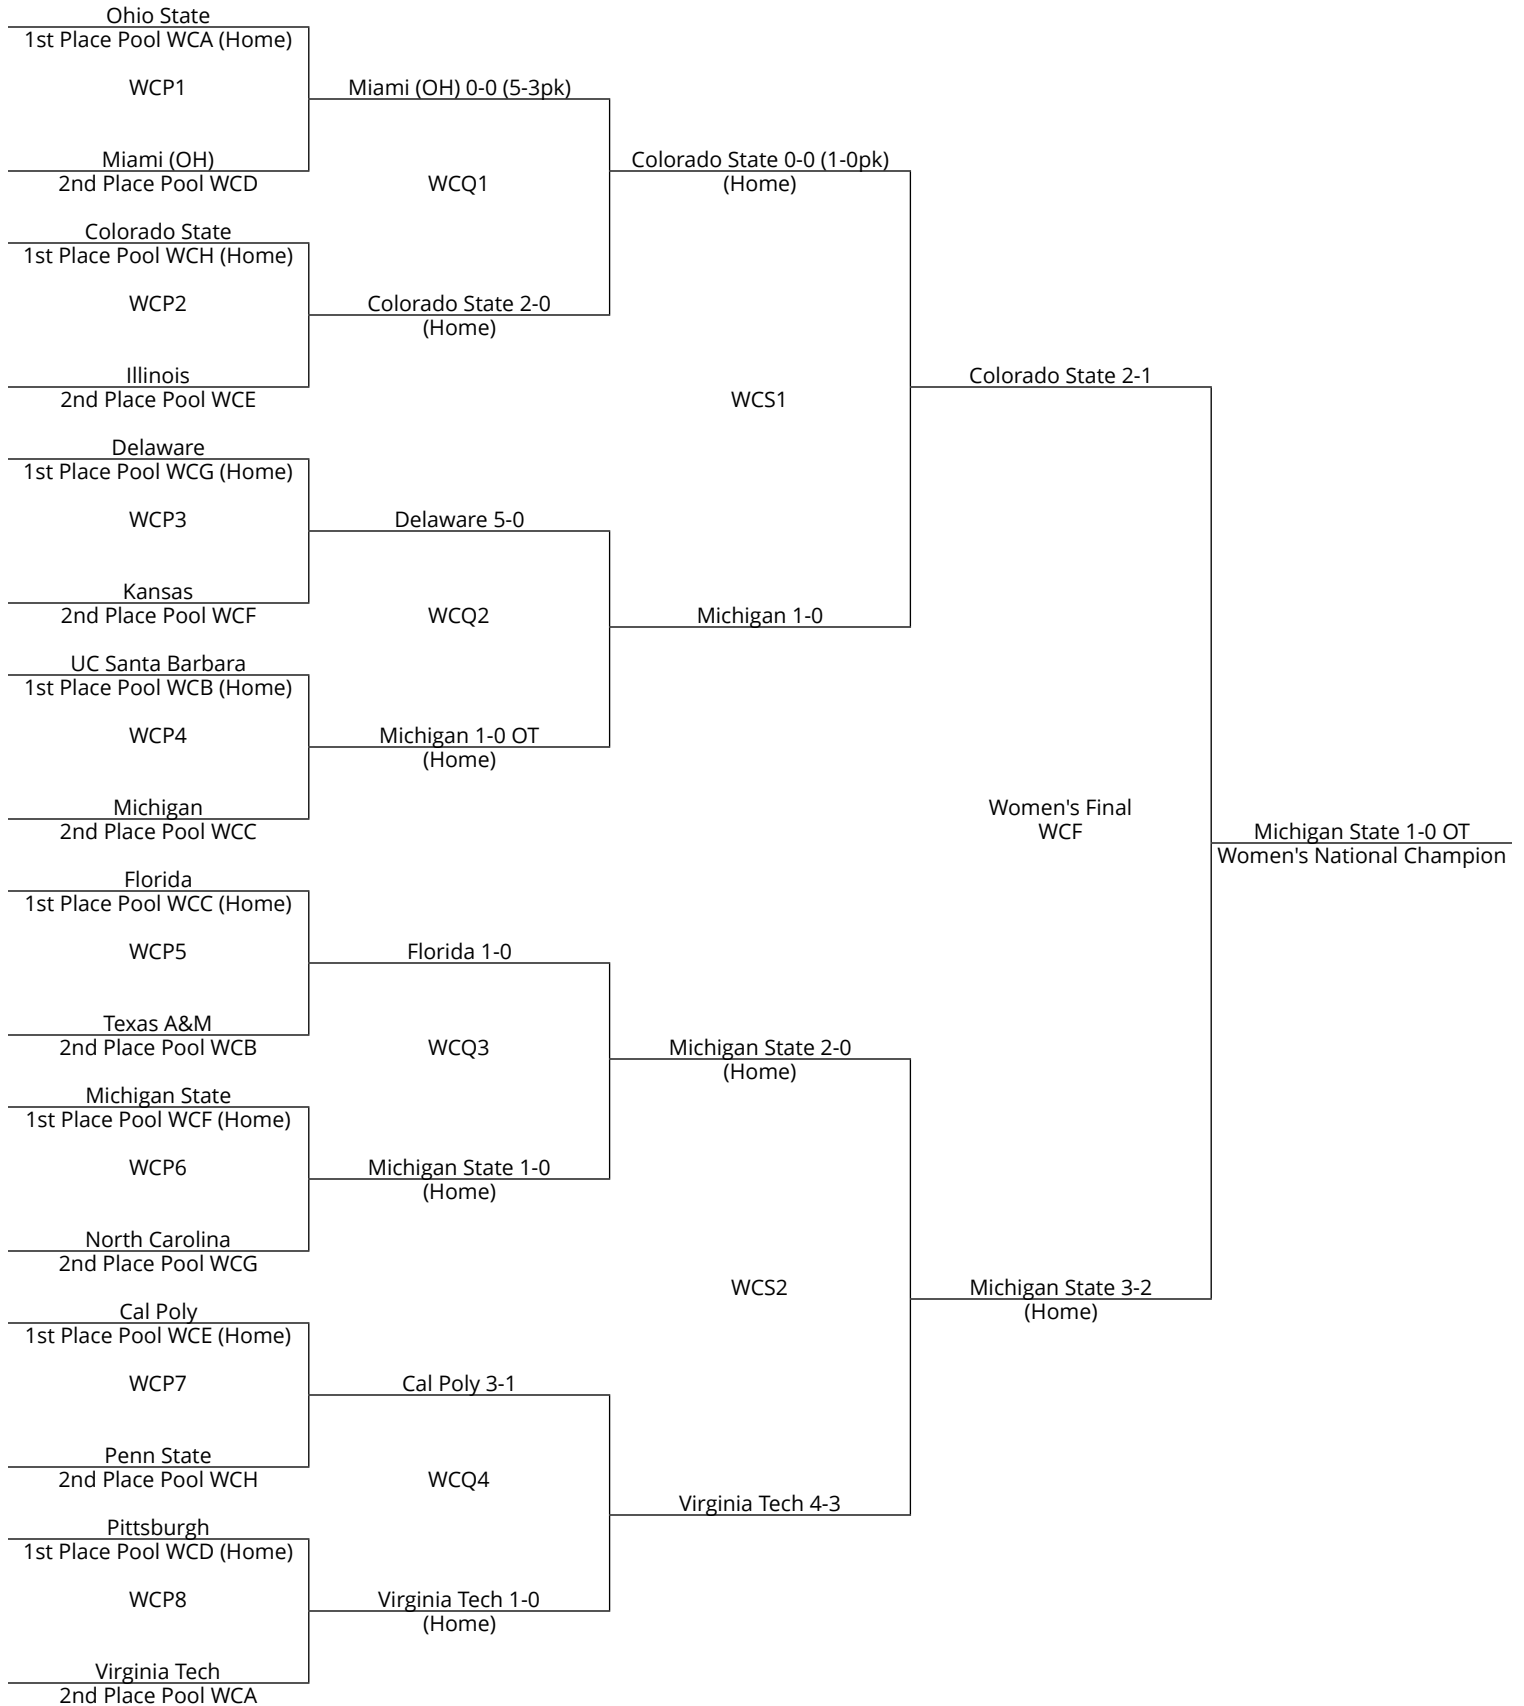 Ohio State
1st Place Pool WCA (Home)
WCP1
Miami (OH) 0-0 (5-3pk)
Miami (OH)
2nd Place Pool WCD
WCQ1
Colorado State 0-0 (1-0pk)
(Home)
Colorado State
1st Place Pool WCH (Home)
WCP2
Colorado State 2-0
(Home)
Illinois
2nd Place Pool WCE
WCS1
Colorado State 2-1
Delaware
1st Place Pool WCG (Home)
WCP3
Delaware 5-0
Kansas
2nd Place Pool WCF
WCQ2
Michigan 1-0
UC Santa Barbara
1st Place Pool WCB (Home)
WCP4
Michigan 1-0 OT
(Home)
Michigan
2nd Place Pool WCC
Women's Final
WCF
Michigan State 1-0 OT
Women's National Champion
Florida
1st Place Pool WCC (Home)
WCP5
Florida 1-0
Texas A&M
2nd Place Pool WCB
WCQ3
Michigan State 2-0
(Home)
Michigan State
1st Place Pool WCF (Home)
WCP6
Michigan State 1-0
(Home)
North Carolina
2nd Place Pool WCG
WCS2
Michigan State 3-2
(Home)
Cal Poly
1st Place Pool WCE (Home)
WCP7
Cal Poly 3-1
Penn State
2nd Place Pool WCH
WCQ4
Virginia Tech 4-3
Pittsburgh
1st Place Pool WCD (Home)
WCP8
Virginia Tech 1-0
(Home)
Virginia Tech
2nd Place Pool WCA